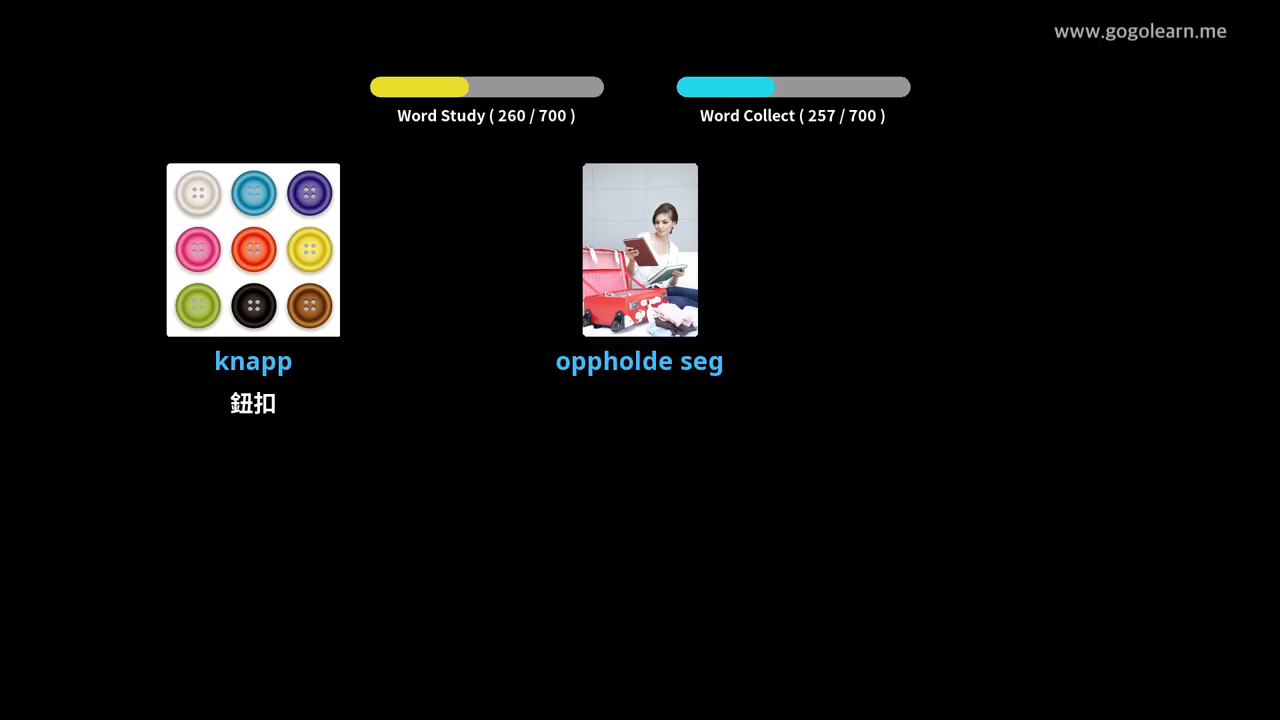 www.gogolearn.me
Word Study ( 260 / 700 )
Word Collect ( 257 / 700 )
knapp
oppholde seg
鈕扣